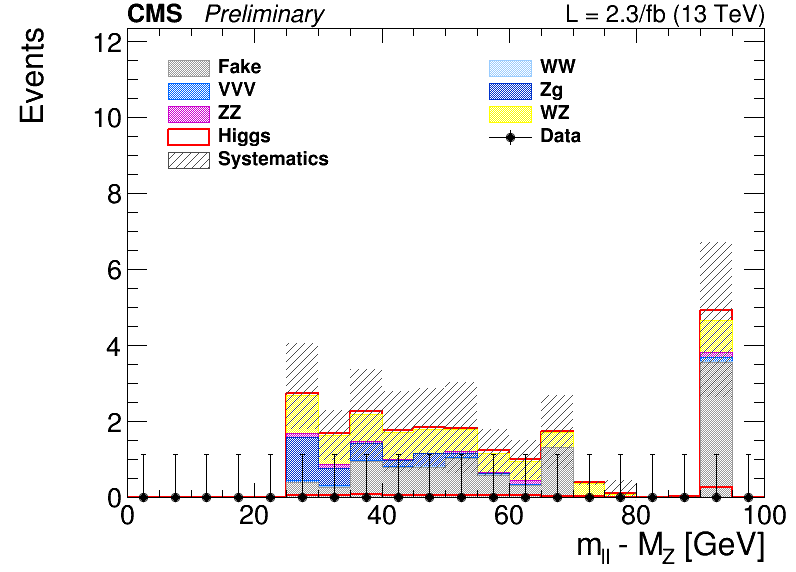 CMS Preliminary L = 2.3/fb (13 TeV)
Events
12
10
8
6
4
2
0
Fake WW
VVV Zg
ZZ WZ
Higgs Data
Systematics
0 20 40 60 80 100
m_ll - M_Z [GeV]